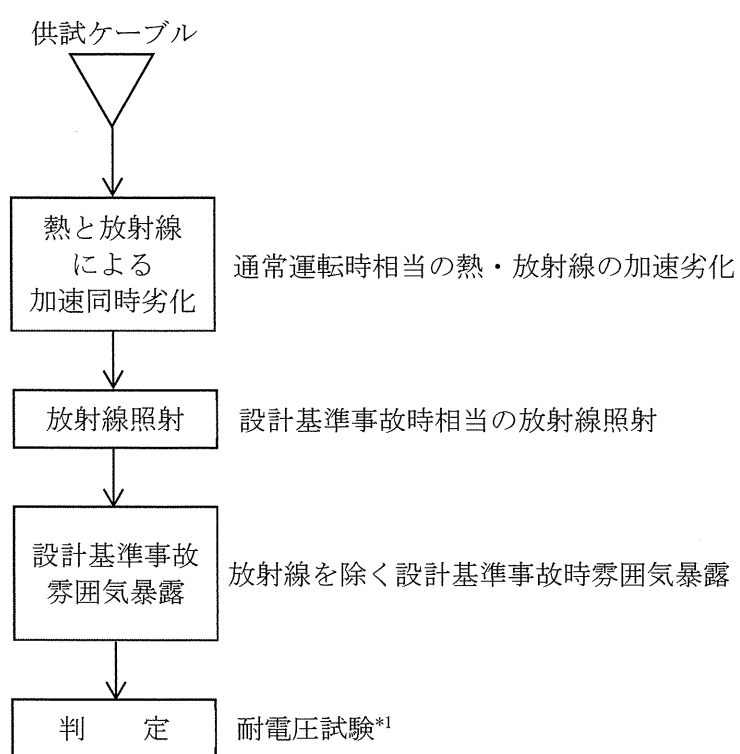 供試ケーブル
熱と放射線
による
加速同時劣化
通常運転時相当の熱・放射線の加速劣化
放射線照射
設計基準事故時相当の放射線照射
設計基準事故
雰囲気暴露
放射線を除く設計基準事故時雰囲気暴露
判 定
耐電圧試験*1